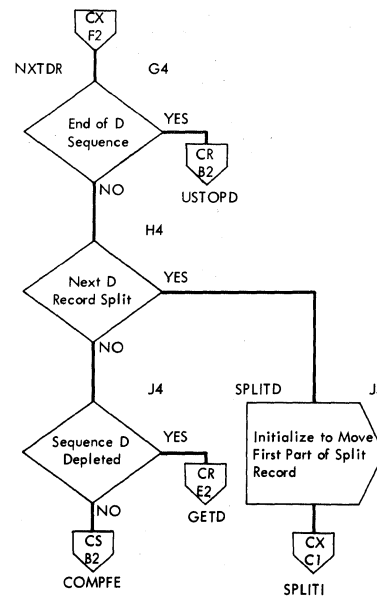 CX
F2
NXTDR
G4
End of D
Sequence
YES
CR
B2
USTOPD
NO
H4
Next D
Record Split
YES
NO
J4
Sequence D
Depleted
YES
CR
E2
GETD
NO
CS
B2
COMPFE
SPLITD
J
Initialize to Move
First Part of Split
Record
CX
C1
SPLITI